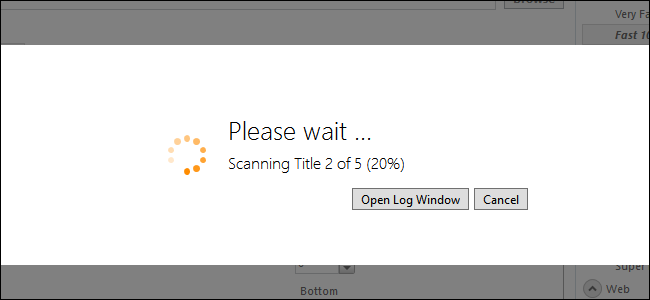 Browse
Very Fa
Fast 10
Please wait ...
Scanning Title 2 of 5 (20%)
Open Log Window
Cancel
Super
Web
Bottom